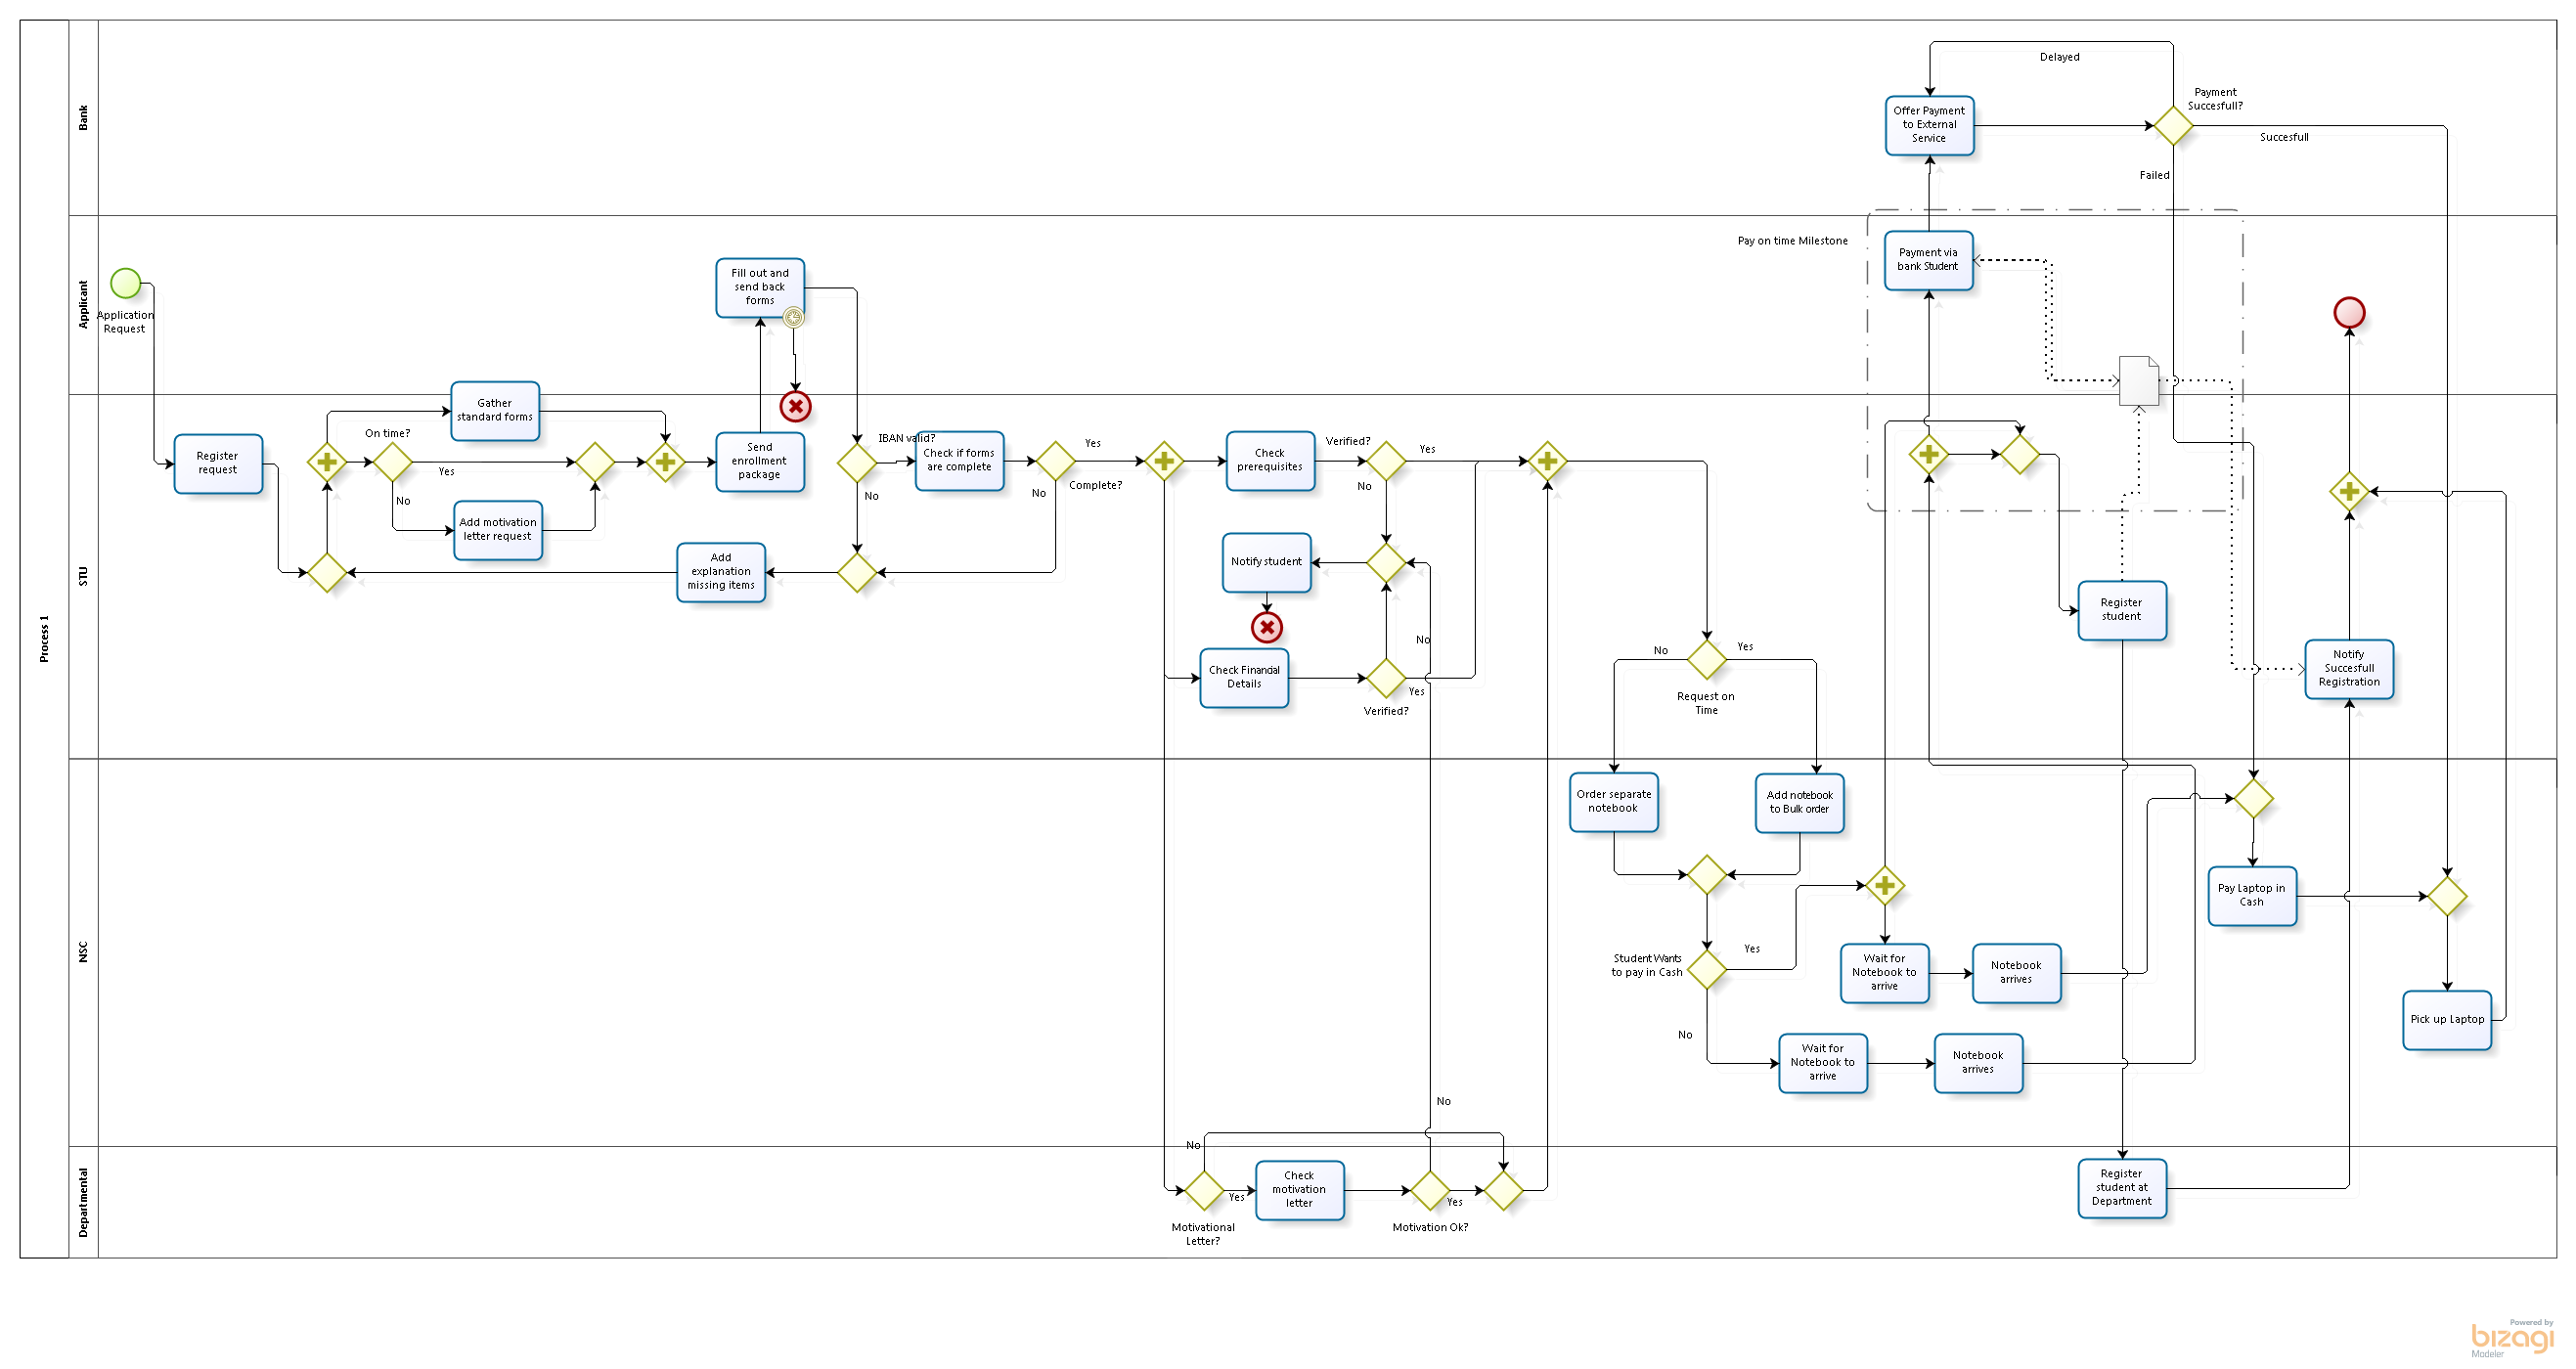 Process 1
Bank
Delayed
Payment
Succesfull?
Offer Payment
to External
Service
Succesfull
Failed
Applicant
Application
Request
Fill out and
send back
forms
Pay on time Milestone
Payment via
bank Student
STU
Register
request
Gather
standard forms
On time?
Yes
No
Add motivation
letter request
Send
enrollment
package
Add
explanation
missing items
IBAN valid?
No
Check if forms
are complete
Yes
No
Complete?
Check
prerequisites
Verified?
Yes
No
Notify student
No
Check Financial
Details
Yes
Verified?
No
Yes
Request on
Time
Register
student
Notify
Succesfull
Registration
NSC
Order separate
notebook
Add notebook
to Bulk order
Student Wants
to pay in Cash
Yes
No
Wait for
Notebook to
arrive
Notebook
arrives
Wait for
Notebook to
arrive
Notebook
arrives
Pay Laptop in
Cash
Pick up Laptop
No
Departmental
No
Yes
Motivational
Letter?
Check
motivation
letter
Yes
Motivation Ok?
Register
student at
Department
Powered by
bizagi
Modeler